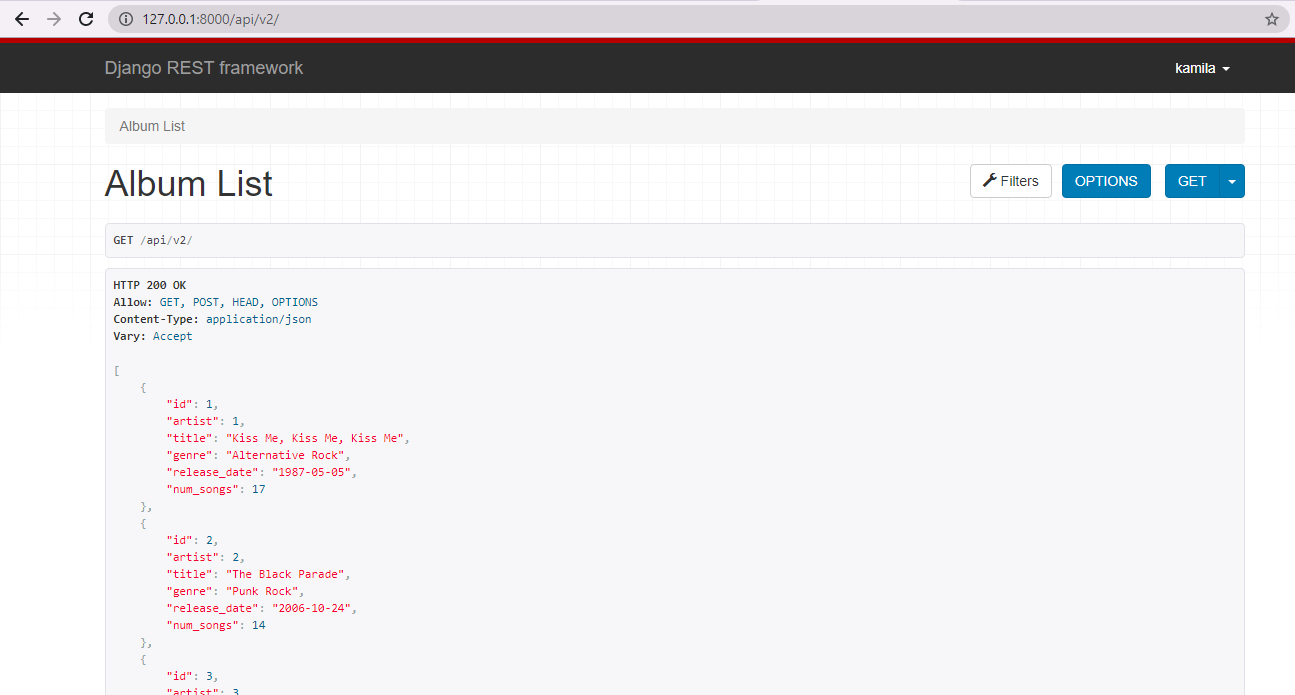 127.0.0.1:8000/api/v2/
Django REST framework
kamila
Album List
Album List
Filters
OPTIONS
GET
GET /api/v2/
HTTP 200 OK
Allow: GET, POST, HEAD, OPTIONS
Content-Type: application/json
Vary: Accept
[
{
"id": 1,
"artist": 1,
"title": "Kiss Me, Kiss Me, Kiss Me",
"genre": "Alternative Rock",
"release_date": "1987-05-05",
"num_songs": 17
},
{
"id": 2,
"artist": 2,
"title": "The Black Parade",
"genre": "Punk Rock",
"release_date": "2006-10-24",
"num_songs": 14
},
{
"id": 3,
"artist": 3